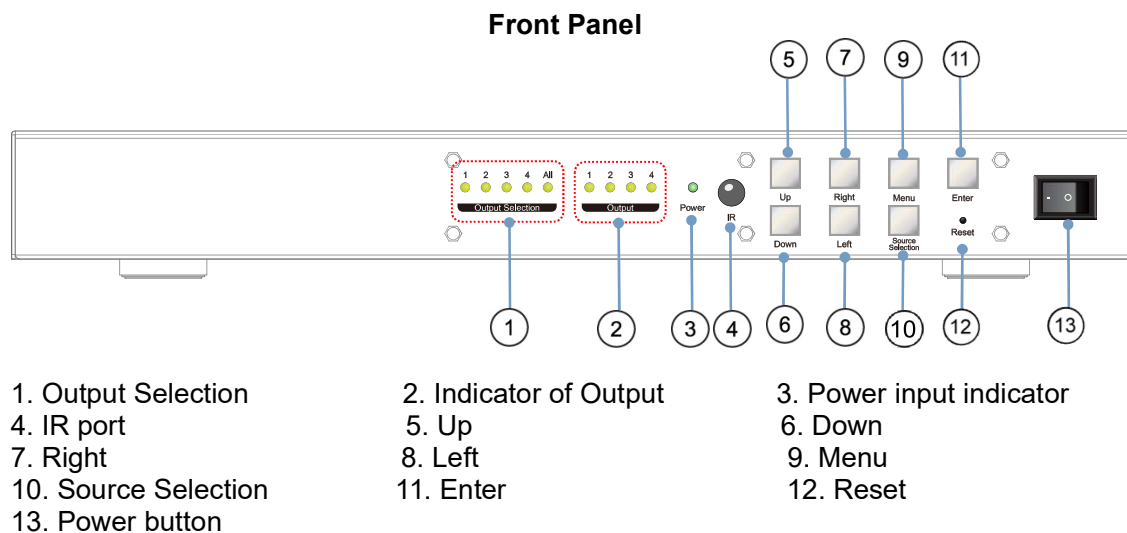 Front Panel
5 7 9 11
1 2 3 4 All 1 2 3 4
Output Selection Output Power IR Up Right Menu Enter
Down Left Source Selection Reset
- O
1 2 3 4 6 8 10 12 13
1. Output Selection 2. Indicator of Output 3. Power input indicator
4. IR port 5. Up 6. Down
7. Right 8. Left 9. Menu
10. Source Selection 11. Enter 12. Reset
13. Power button